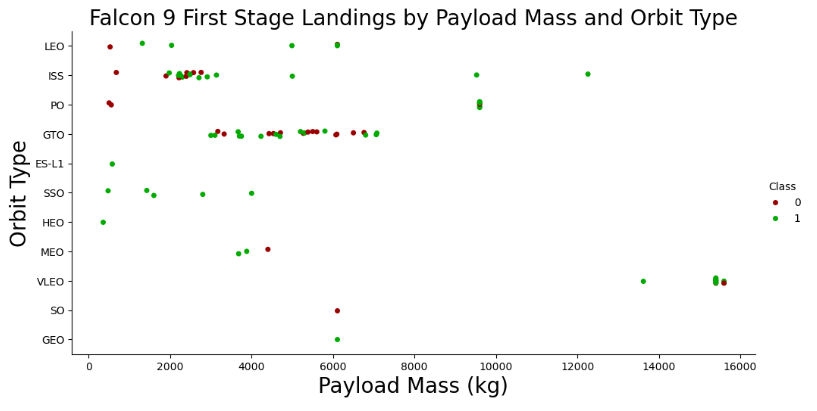 Falcon 9 First Stage Landings by Payload Mass and Orbit Type
Orbit Type
LEO
ISS
PO
GTO
ES-L1
SSO
HEO
MEO
VLEO
SO
GEO
0 2000 4000 6000 8000 10000 12000 14000 16000
Payload Mass (kg)
Class
0
1